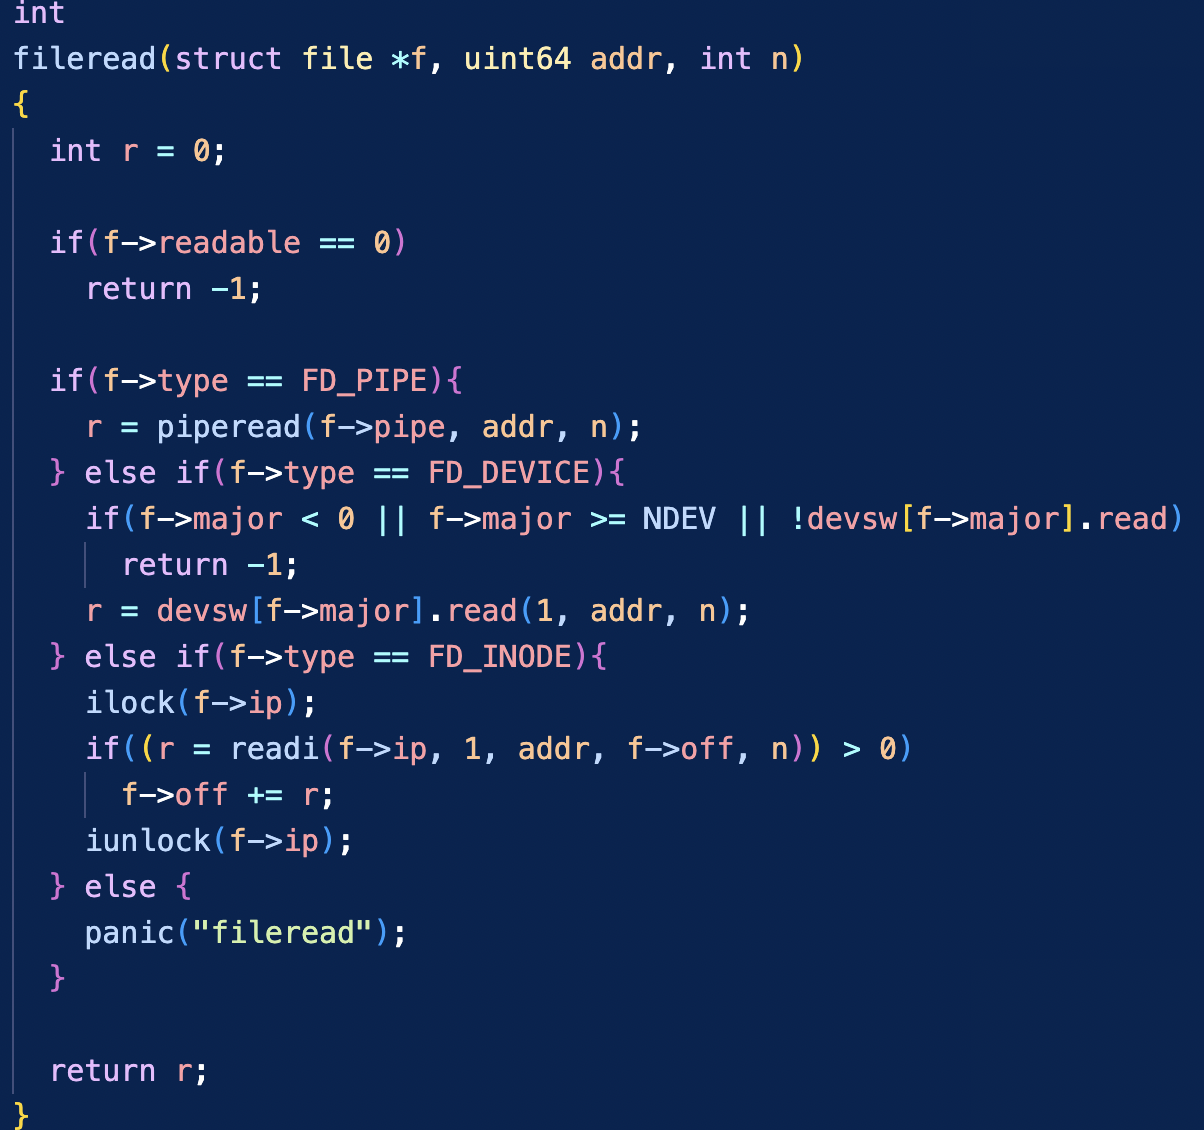 int
fileread(struct file *f, uint64 addr, int n)
{
  int r = 0;

  if(f->readable == 0)
    return -1;

  if(f->type == FD_PIPE){
    r = piperead(f->pipe, addr, n);
  } else if(f->type == FD_DEVICE){
    if(f->major < 0 || f->major >= NDEV || !devsw[f->major].read)
      return -1;
    r = devsw[f->major].read(1, addr, n);
  } else if(f->type == FD_INODE){
    ilock(f->ip);
    if((r = readi(f->ip, 1, addr, f->off, n)) > 0)
      f->off += r;
    iunlock(f->ip);
  } else {
    panic("fileread");
  }

  return r;
}